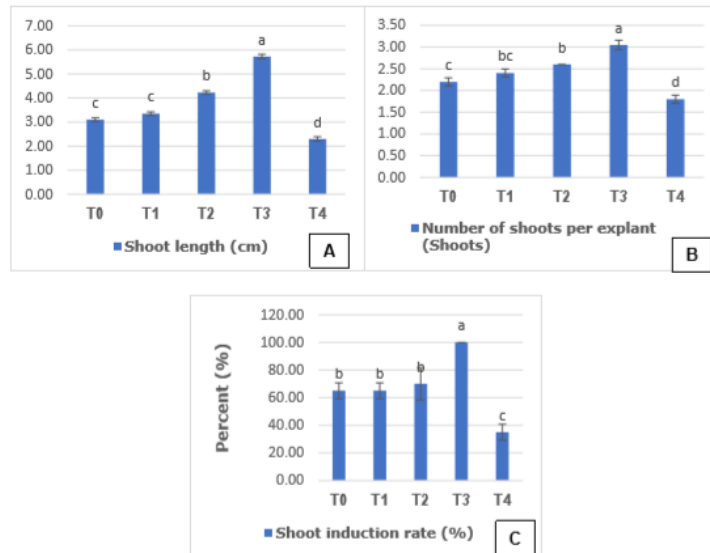 7.00
6.00
5.00
4.00
3.00
2.00
1.00
0.00
c
c
b
a
d
T0 T1 T2 T3 T4
Shoot length (cm)
A
3.50
3.00
2.50
2.00
1.50
1.00
0.50
0.00
c
bc
b
a
d
T0 T1 T2 T3 T4
Number of shoots per explant
(Shoots)
B
Percent (%)
120.00
100.00
80.00
60.00
40.00
20.00
0.00
b
b
b
a
c
T0 T1 T2 T3 T4
Shoot induction rate (%)
C